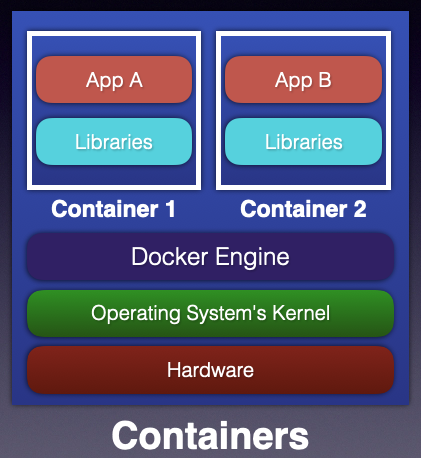 App A
App B
Libraries
Libraries
Container 1
Container 2
Docker Engine
Operating System's Kernel
Hardware
Containers